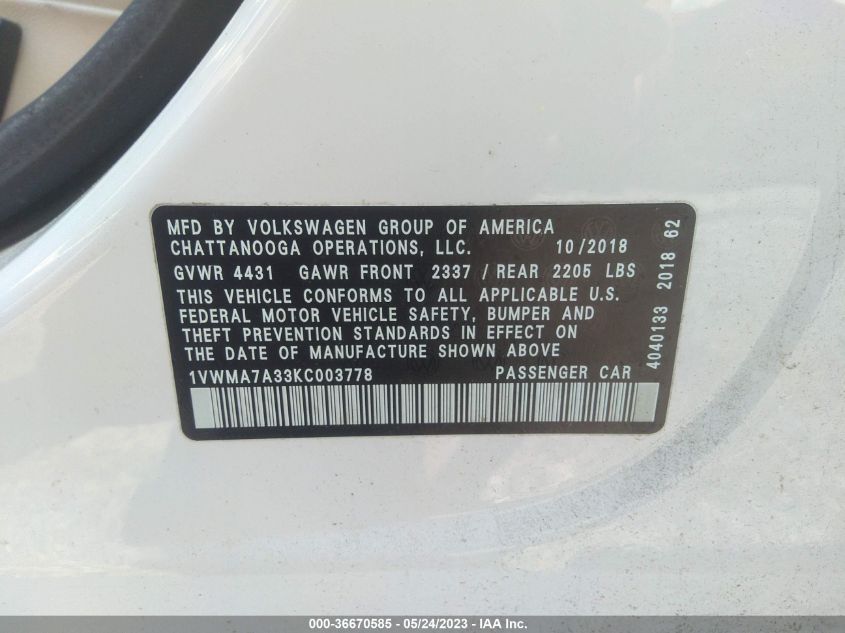 MFD BY VOLKSWAGEN GROUP OF AMERICA
CHATTANOOGA OPERATIONS, LLC. 10/2018
GVWR 4431 GAWR FRONT 2337 / REAR 2205 LBS
THIS VEHICLE CONFORMS TO ALL APPLICABLE U.S.
FEDERAL MOTOR VEHICLE SAFETY, BUMPER AND
THEFT PREVENTION STANDARDS IN EFFECT ON
THE DATE OF MANUFACTURE SHOWN ABOVE
1VWMA7A33KC003778 PASSENGER CAR
4040133 2018 62
000-36670585 - 05/24/2023 - IAA Inc.